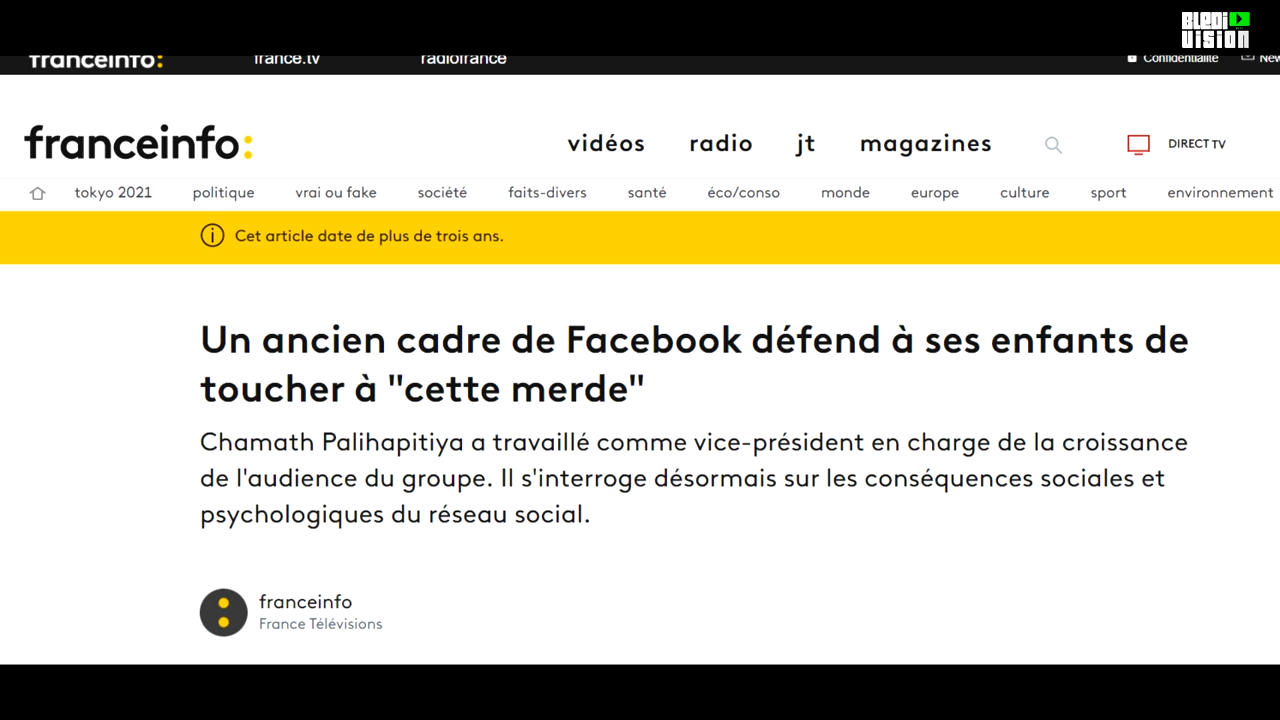 BLEDi
VISION
franceinfo:
france.tv
radiofrance
Confidentialité
New
franceinfo:
vidéos
radio
jt
magazines
DIRECT TV
tokyo 2021
politique
vrai ou fake
société
faits-divers
santé
éco/conso
monde
europe
culture
sport
environnement
Cet article date de plus de trois ans.
Un ancien cadre de Facebook défend à ses enfants de
toucher à "cette merde"
Chamath Palihapitiya a travaillé comme vice-président en charge de la croissance
de l'audience du groupe. Il s'interroge désormais sur les conséquences sociales et
psychologiques du réseau social.
franceinfo
France Télévisions